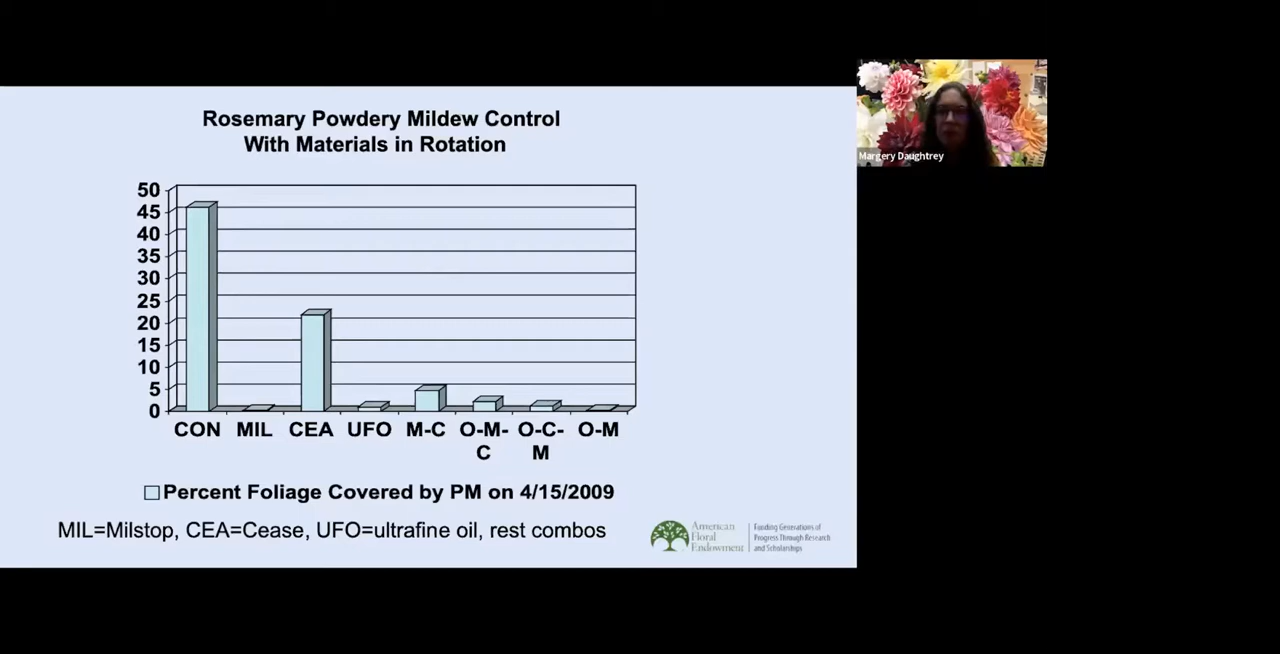 Rosemary Powdery Mildew Control
With Materials in Rotation
50
45
40
35
30
25
20
15
10
5
0
CON MIL CEA UFO M-C O-M- O-C- O-M
C M
Percent Foliage Covered by PM on 4/15/2009
MIL=Milstop, CEA=Cease, UFO=ultrafine oil, rest combos
American
Floral
Endowment
Funding Generations of
Progress Through Research
and Scholarships
Margery Daughtrey